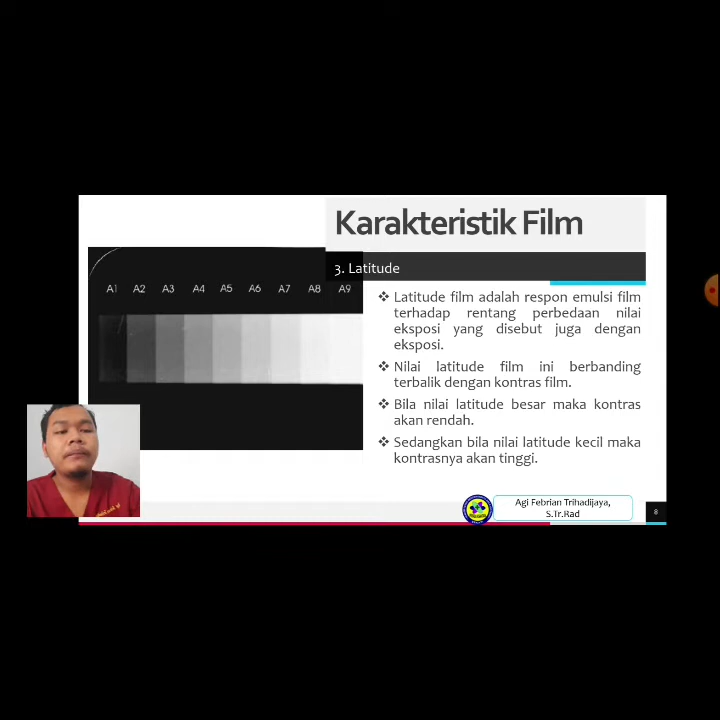 Karakteristik Film
3. Latitude
A1 A2 A3 A4 A5 A6 A7 A8 A9
❖ Latitude film adalah respon emulsi film
terhadap rentang perbedaan nilai
eksposi yang disebut juga dengan
eksposi.
❖ Nilai latitude film ini berbanding
terbalik dengan kontras film.
❖ Bila nilai latitude besar maka kontras
akan rendah.
❖ Sedangkan bila nilai latitude kecil maka
kontrasnya akan tinggi.
Agi Febrian Trihadijaya,
S.Tr.Rad
8